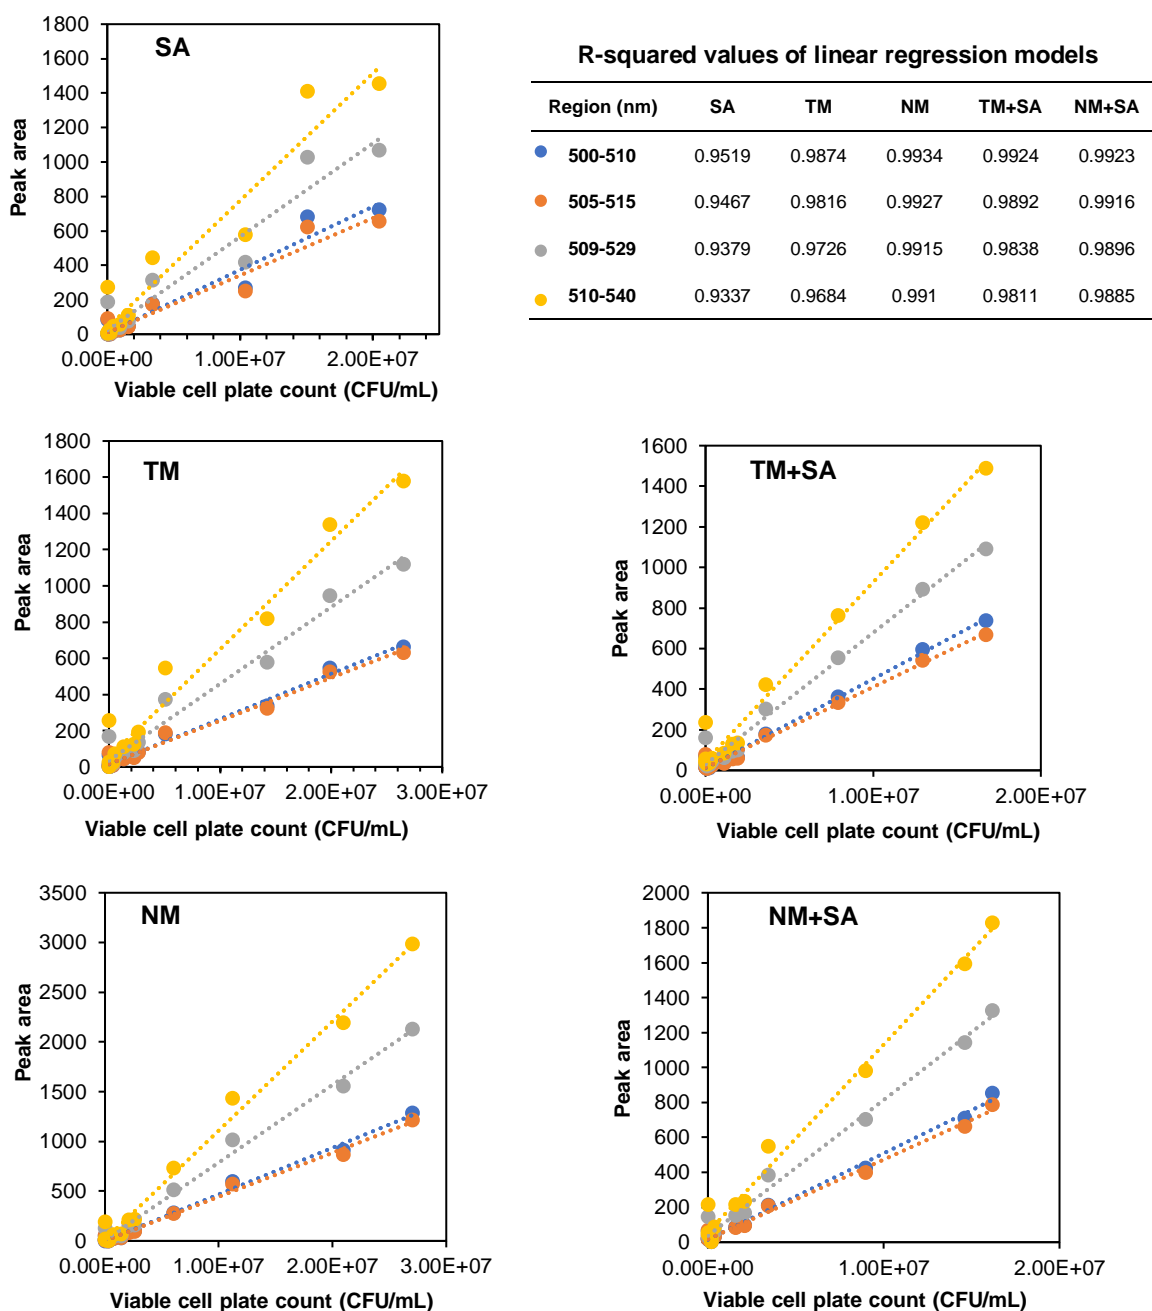 SA
Peak area
1800
1600
1400
1200
1000
800
600
400
200
0
0.00E+00 1.00E+07 2.00E+07
Viable cell plate count (CFU/mL)
R-squared values of linear regression models
Region (nm) SA TM NM TM+SA NM+SA
500-510 0.9519 0.9874 0.9934 0.9924 0.9923
505-515 0.9467 0.9816 0.9927 0.9892 0.9916
509-529 0.9379 0.9726 0.9915 0.9838 0.9896
510-540 0.9337 0.9684 0.991 0.9811 0.9885
TM
Peak area
1800
1600
1400
1200
1000
800
600
400
200
0
0.00E+00 1.00E+07 2.00E+07 3.00E+07
Viable cell plate count (CFU/mL)
TM+SA
Peak area
1600
1400
1200
1000
800
600
400
200
0
0.00E+00 1.00E+07 2.00E+07
Viable cell plate count (CFU/mL)
NM
Peak area
3500
3000
2500
2000
1500
1000
500
0
0.00E+00 1.00E+07 2.00E+07 3.00E+07
Viable cell plate count (CFU/mL)
NM+SA
Peak area
2000
1800
1600
1400
1200
1000
800
600
400
200
0
0.00E+00 1.00E+07 2.00E+07
Viable cell plate count (CFU/mL)